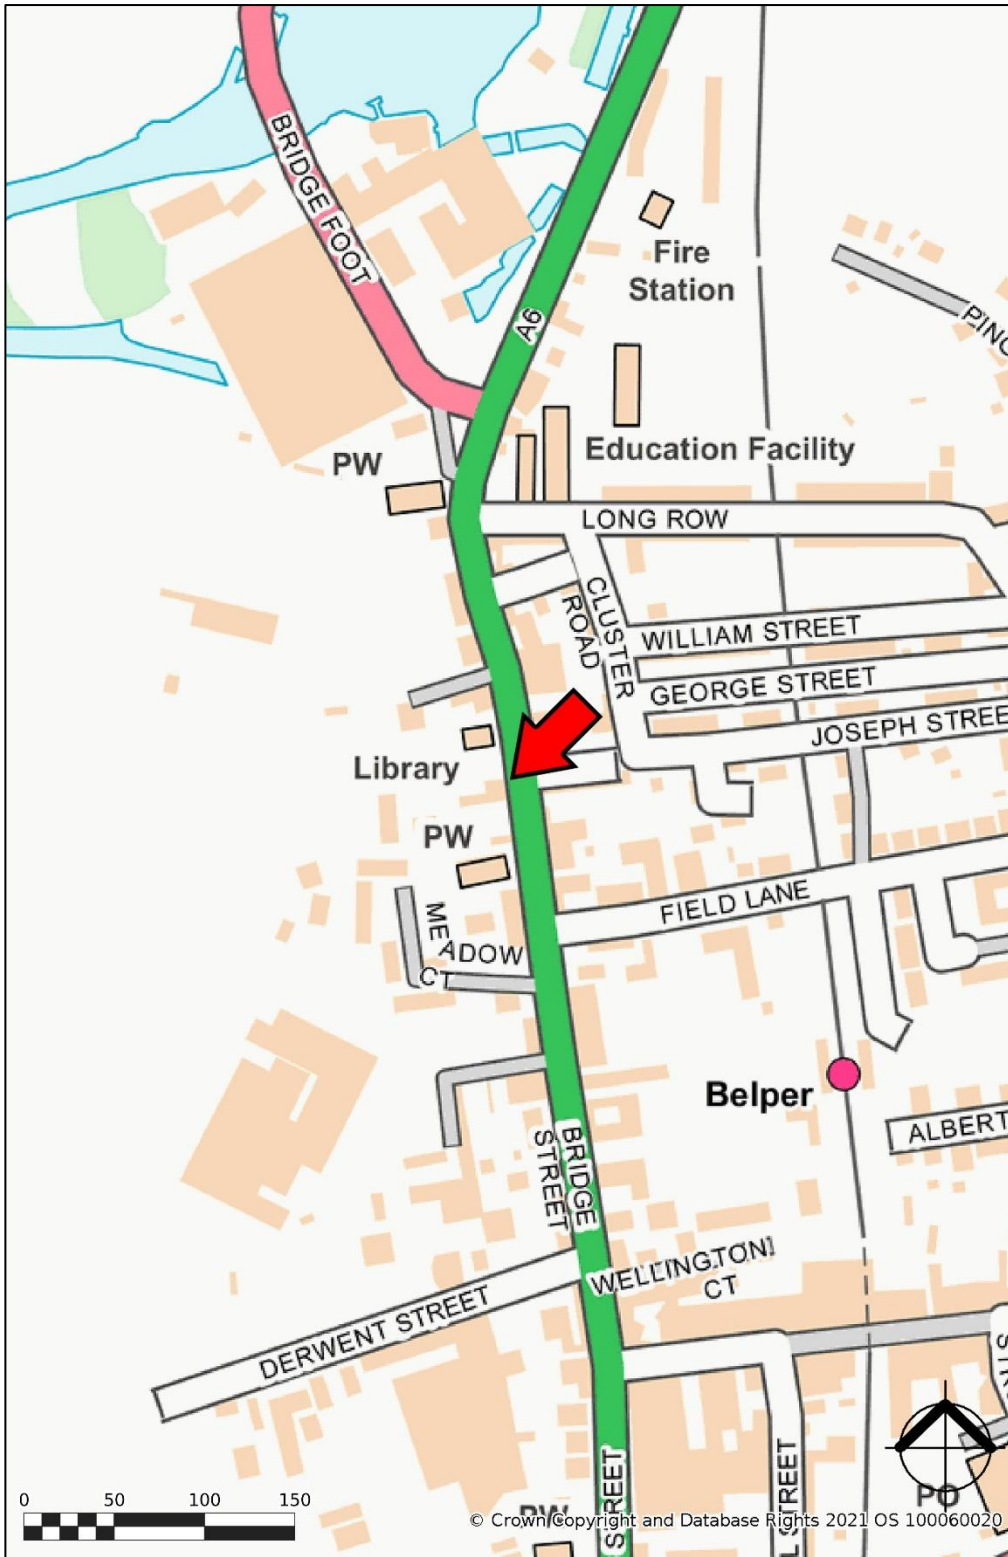 BRIDGE FOOT
Fire
Station
A6
PW
Education Facility
LONG ROW
CLUSTER
ROAD
WILLIAM STREET
GEORGE STREET
JOSEPH STREE
Library
PW
FIELD LANE
MEADOW
CT
Belper
ALBERT
BRIDGE
STREET
WELLINGTON
CT
DERWENT STREET
STREET
L STREET
PW
PO
0 50 100 150
© Crown Copyright and Database Rights 2021 OS 100060020